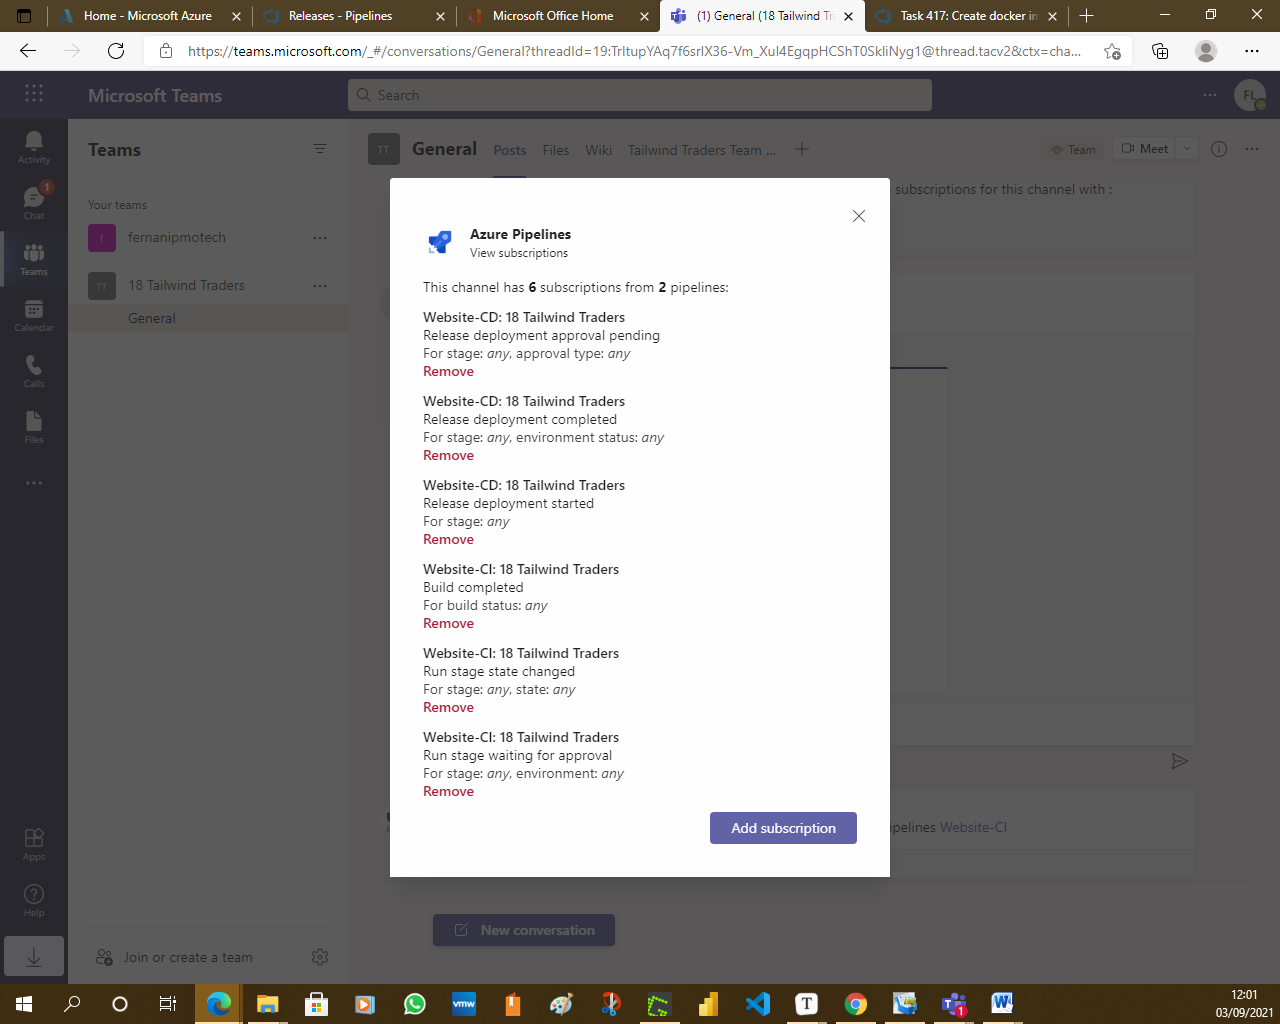 Home - Microsoft Azure
Releases - Pipelines
Microsoft Office Home
(1) General (18 Tailwind Tr
Task 417: Create docker im
https://teams.microsoft.com/_#/conversations/General?threadId=19:TrItupYAq7f6srIX36-Vm_XuI4EgqpHCShT0SkIiNyg1@thread.tacv2&ctx=cha...
Microsoft Teams
Search
FL
Activity
Chat
1
Teams
Calendar
Calls
Files
Apps
Help
Teams
Your teams
f
fernanipmotech
TT
18 Tailwind Traders
General
Join or create a team
TT
General
Posts
Files
Wiki
Tailwind Traders Team ...
Team
Meet
subscriptions for this channel with :
Azure Pipelines
View subscriptions
This channel has 6 subscriptions from 2 pipelines:
Website-CD: 18 Tailwind Traders
Release deployment approval pending
For stage: any, approval type: any
Remove
Website-CD: 18 Tailwind Traders
Release deployment completed
For stage: any, environment status: any
Remove
Website-CD: 18 Tailwind Traders
Release deployment started
For stage: any
Remove
Website-CI: 18 Tailwind Traders
Build completed
For build status: any
Remove
Website-CI: 18 Tailwind Traders
Run stage state changed
For stage: any, state: any
Remove
Website-CI: 18 Tailwind Traders
Run stage waiting for approval
For stage: any, environment: any
Remove
Add subscription
ipelines Website-CI
New conversation
vmw
T
1
12:01
03/09/2021